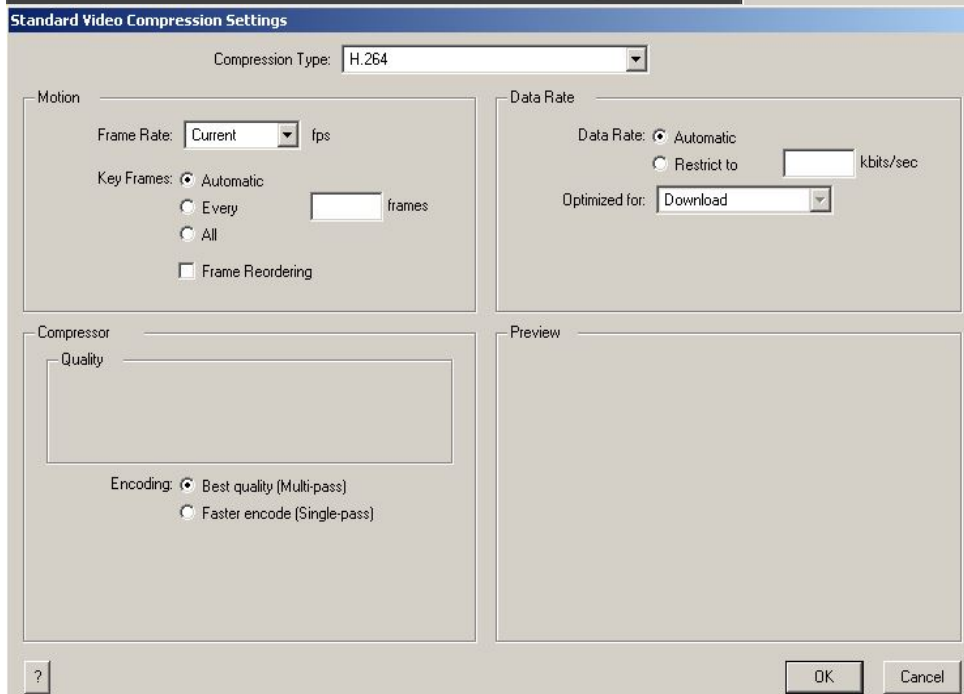 Standard Video Compression Settings
Compression Type: H.264
Motion
Frame Rate: Current fps
Key Frames: Automatic
Every frames
All
Frame Reordering
Data Rate
Data Rate: Automatic
Restrict to kbits/sec
Optimized for: Download
Compressor
Quality
Encoding: Best quality (Multi-pass)
Faster encode (Single-pass)
Preview
?
OK
Cancel